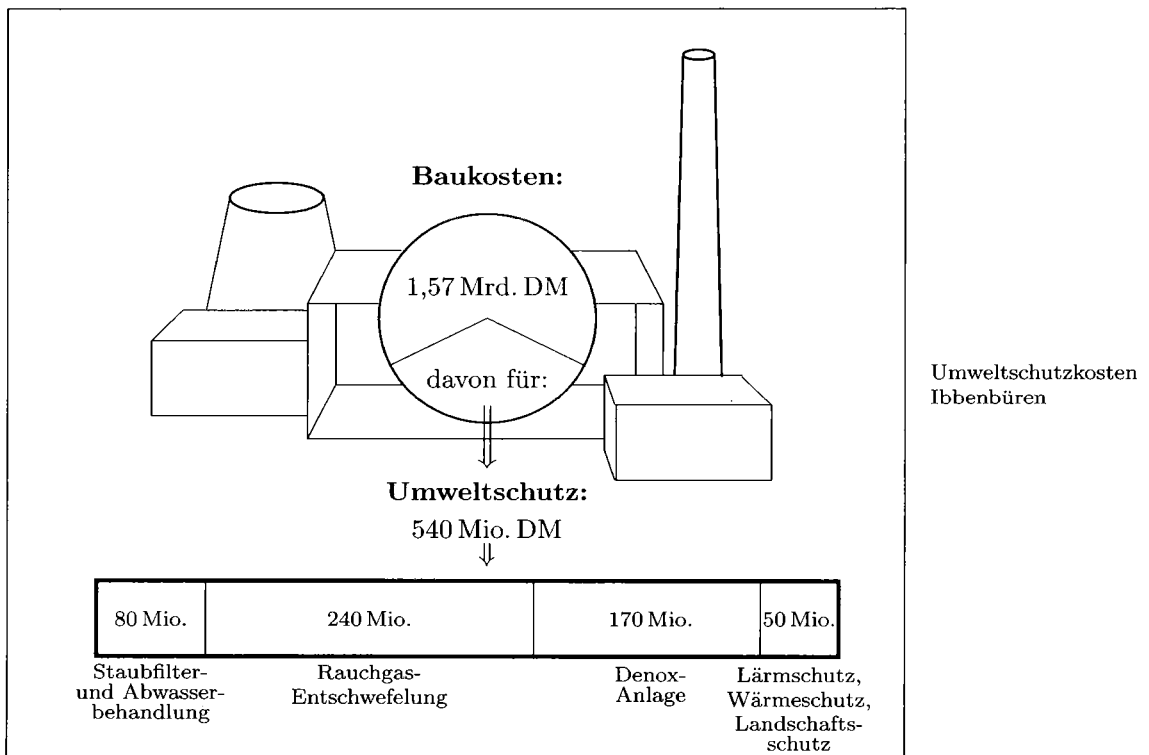 Baukosten:
1,57 Mrd. DM
davon für:
Umweltschutz:
540 Mio. DM
80 Mio.
240 Mio.
170 Mio.
50 Mio.
Staubfilter-
und Abwasser-
behandlung
Rauchgas-
Entschwefelung
Denox-
Anlage
Lärmschutz,
Wärmeschutz,
Landschafts-
schutz
Umweltschutzkosten
Ibbenbüren